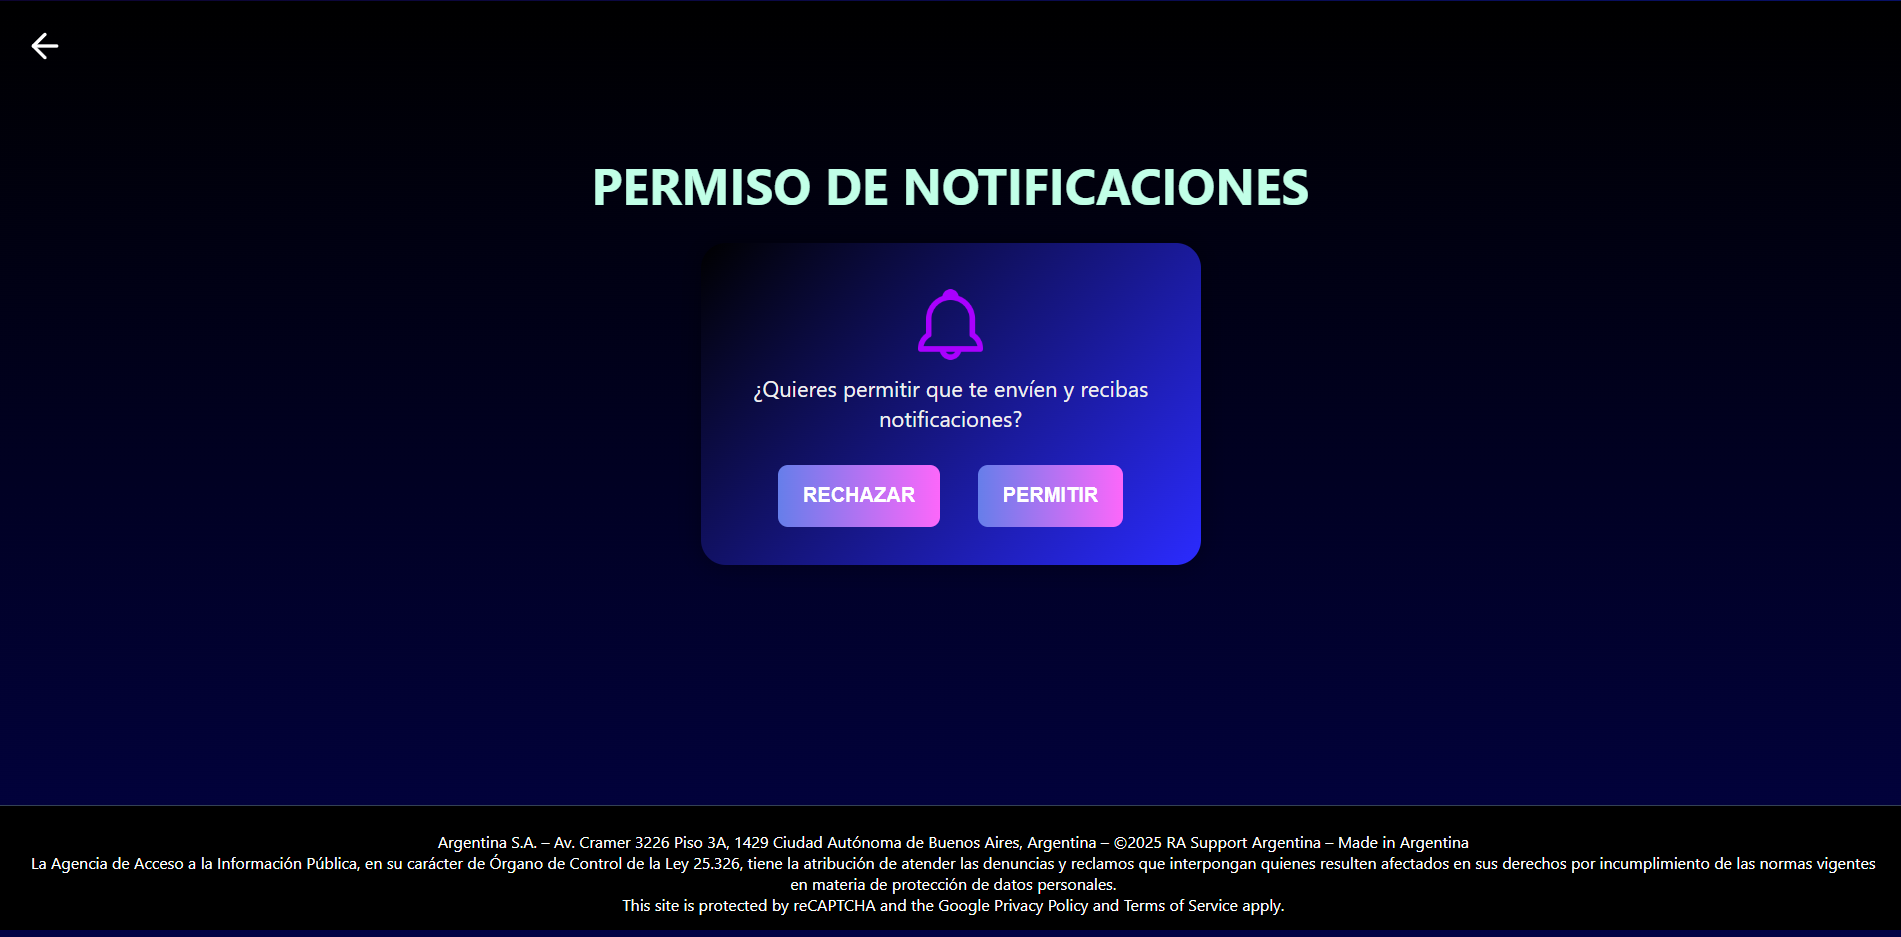 PERMISO DE NOTIFICACIONES
¿Quieres permitir que te envíen y recibas
notificaciones?
RECHAZAR
PERMITIR
Argentina S.A. – Av. Cramer 3226 Piso 3A, 1429 Ciudad Autónoma de Buenos Aires, Argentina – ©2025 RA Support Argentina – Made in Argentina
La Agencia de Acceso a la Información Pública, en su carácter de Órgano de Control de la Ley 25.326, tiene la atribución de atender las denuncias y reclamos que interpongan quienes resulten afectados en sus derechos por incumplimiento de las normas vigentes
en materia de protección de datos personales.
This site is protected by reCAPTCHA and the Google Privacy Policy and Terms of Service apply.